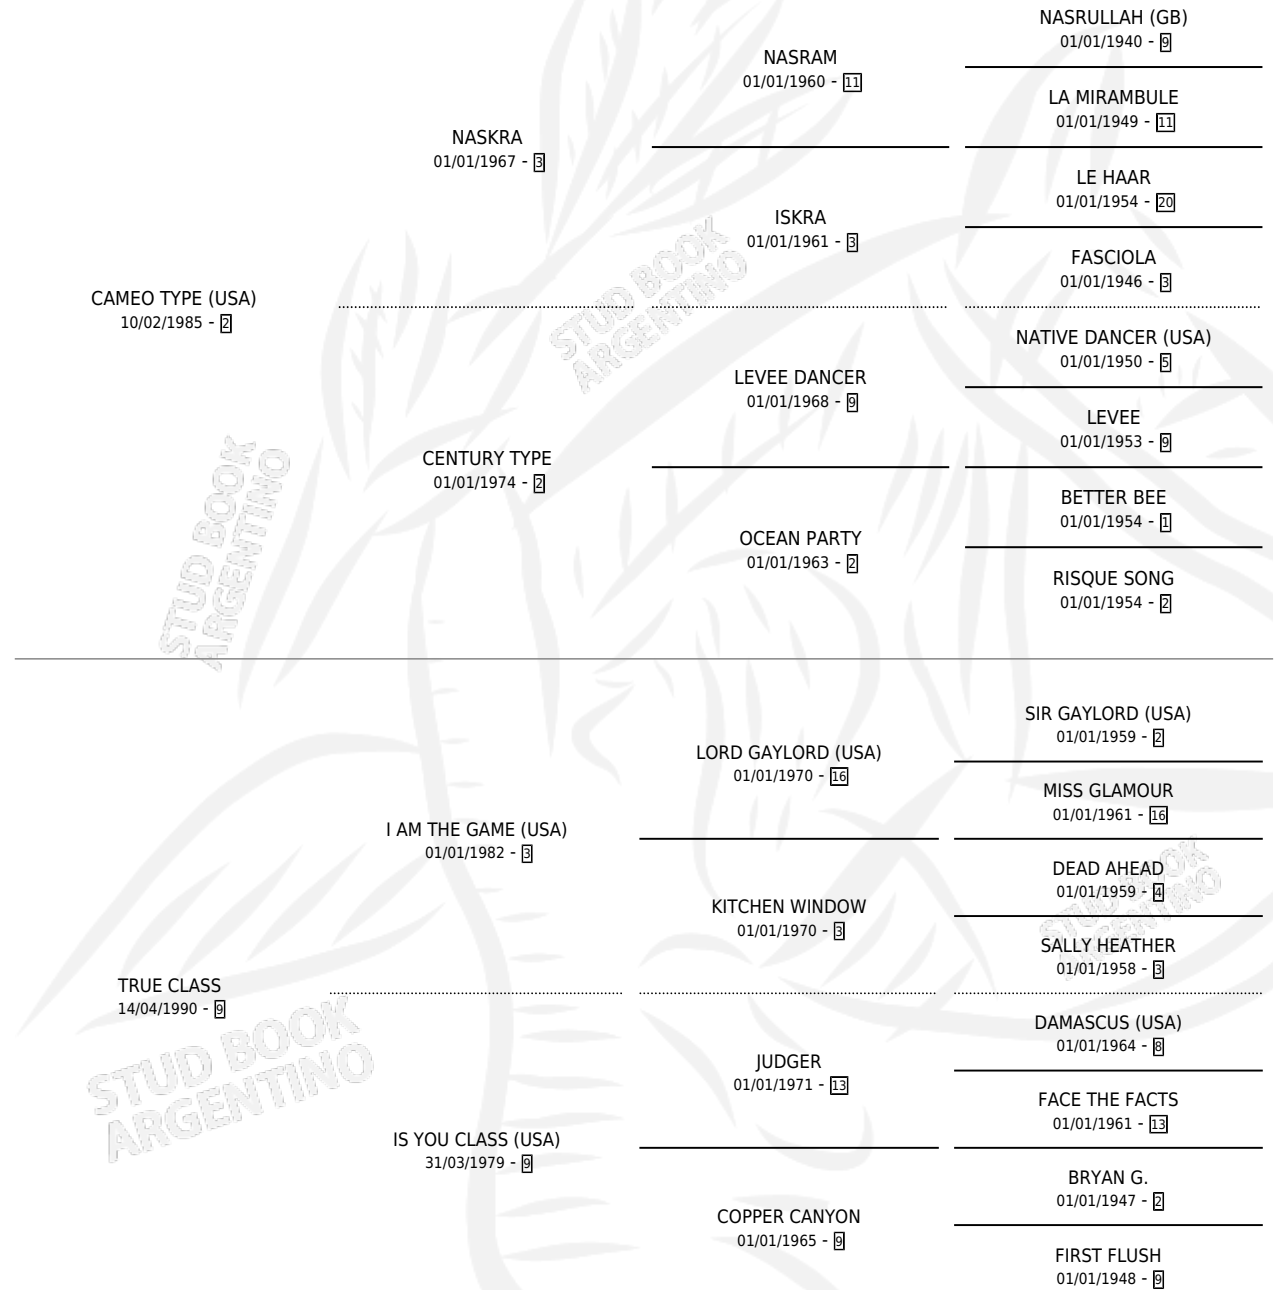 NASRULLAH (GB)
01/01/1940 - 9
NASRAM
01/01/1960 - 11
LA MIRAMBULE
01/01/1949 - 11
NASKRA
01/01/1967 - 3
LE HAAR
01/01/1954 - 20
ISKRA
01/01/1961 - 3
FASCIOLA
01/01/1946 - 3
CAMEO TYPE (USA)
10/02/1985 - 2
STUD BOOK
ARGENTINO
NATIVE DANCER (USA)
01/01/1950 - 5
LEVEE DANCER
01/01/1968 - 9
LEVEE
01/01/1953 - 9
CENTURY TYPE
01/01/1974 - 2
BETTER BEE
01/01/1954 - 1
OCEAN PARTY
01/01/1963 - 2
RISQUE SONG
01/01/1954 - 2
STUD BOOK
ARGENTINO
SIR GAYLORD (USA)
01/01/1959 - 2
LORD GAYLORD (USA)
01/01/1970 - 16
MISS GLAMOUR
01/01/1961 - 16
I AM THE GAME (USA)
01/01/1982 - 3
DEAD AHEAD
01/01/1959 - 4
KITCHEN WINDOW
01/01/1970 - 3
SALLY HEATHER
01/01/1958 - 3
STUD BOOK
ARGENTINO
TRUE CLASS
14/04/1990 - 9
DAMASCUS (USA)
01/01/1964 - 8
JUDGER
01/01/1971 - 13
FACE THE FACTS
01/01/1961 - 13
STUD BOOK
ARGENTINO
IS YOU CLASS (USA)
31/03/1979 - 9
BRYAN G.
01/01/1947 - 2
COPPER CANYON
01/01/1965 - 9
FIRST FLUSH
01/01/1948 - 9